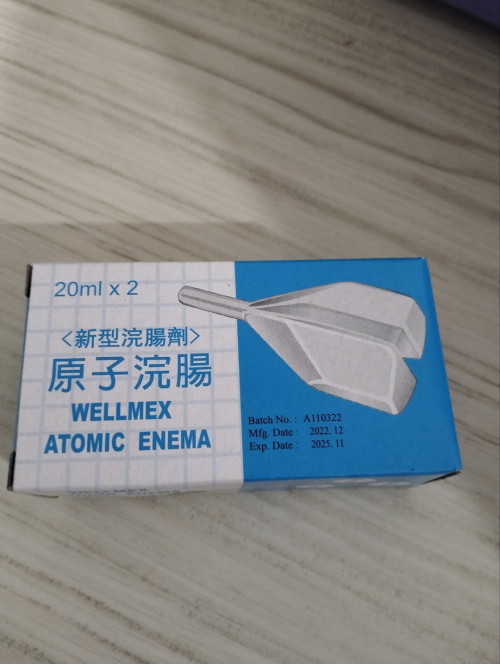 20ml x 2
〈新型浣腸劑〉
原子浣腸
WELLMEX
ATOMIC ENEMA
Batch No. : A110322
Mfg. Date : 2022. 12
Exp. Date : 2025. 11